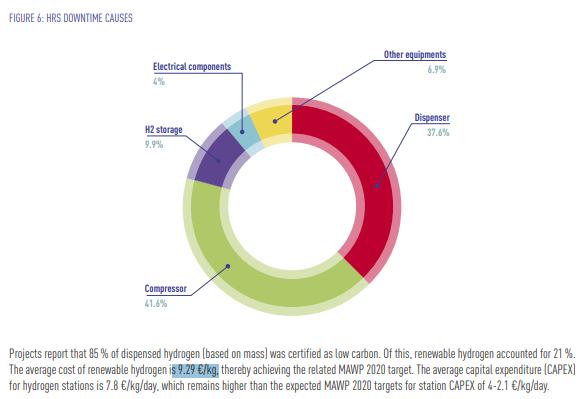 FIGURE 6: HRS DOWNTIME CAUSES
Other equipments
6.9%
Electrical components
4%
Dispenser
37.6%
H2 storage
9.9%
Compressor
41.6%
Projects report that 85 % of dispensed hydrogen (based on mass) was certified as low carbon. Of this, renewable hydrogen accounted for 21 %.
The average cost of renewable hydrogen is 9.29 €/kg, thereby achieving the related MAWP 2020 target. The average capital expenditure (CAPEX)
for hydrogen stations is 7.8 €/kg/day, which remains higher than the expected MAWP 2020 targets for station CAPEX of 4-2.1 €/kg/day.